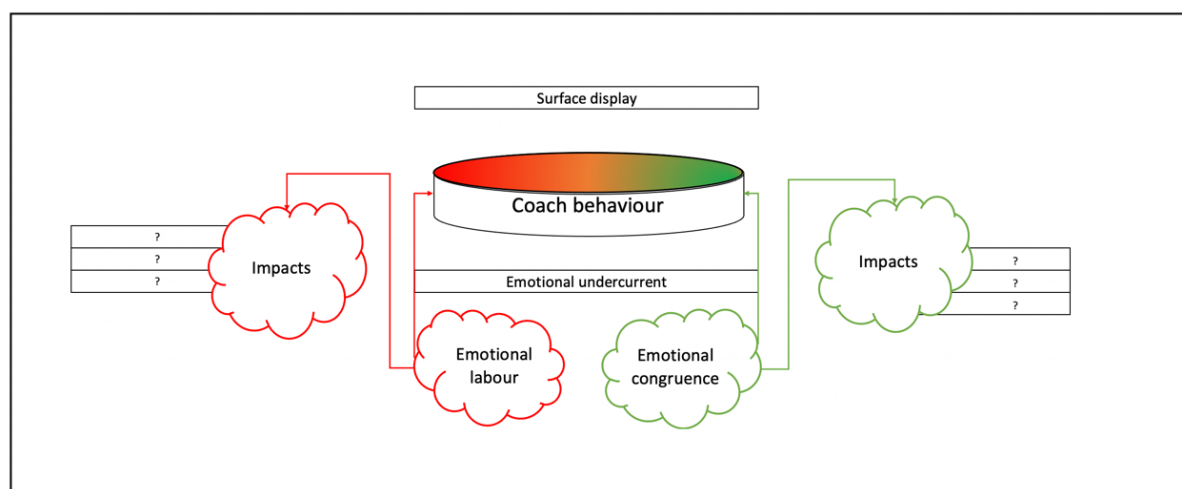 Surface display
Coach behaviour
?
?
?
Impacts
Impacts
?
?
?
Emotional undercurrent
Emotional
labour
Emotional
congruence